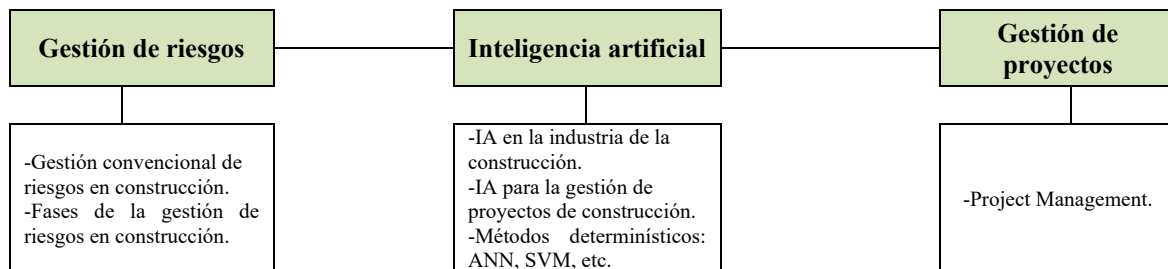 Gestión de riesgos
Inteligencia artificial
Gestión de
proyectos
-Gestión convencional de
riesgos en construcción.
-Fases de la gestión de
riesgos en construcción.
-IA en la industria de la
construcción.
-IA para la gestión de
proyectos de construcción.
-Métodos determinísticos:
ANN, SVM, etc.
-Project Management.